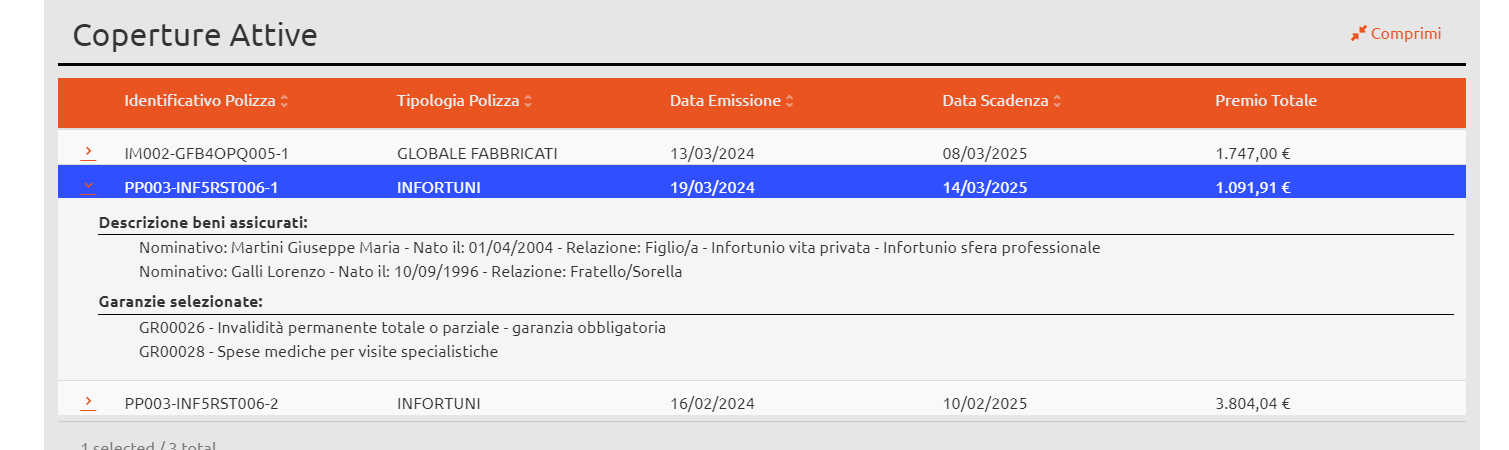 Coperture Attive
Comprimi
Identificativo Polizza Tipologia Polizza Data Emissione Data Scadenza Premio Totale
IM002-GFB4OPQ005-1 GLOBALE FABBRICATI 13/03/2024 08/03/2025 1.747,00 €
PP003-INF5RST006-1 INFORTUNI 19/03/2024 14/03/2025 1.091,91 €
Descrizione beni assicurati:
Nominativo: Martini Giuseppe Maria - Nato il: 01/04/2004 - Relazione: Figlio/a - Infortunio vita privata - Infortunio sfera professionale
Nominativo: Galli Lorenzo - Nato il: 10/09/1996 - Relazione: Fratello/Sorella
Garanzie selezionate:
GR00026 - Invalidità permanente totale o parziale - garanzia obbligatoria
GR00028 - Spese mediche per visite specialistiche
PP003-INF5RST006-2 INFORTUNI 16/02/2024 10/02/2025 3.804,04 €
1 selected / 3 total